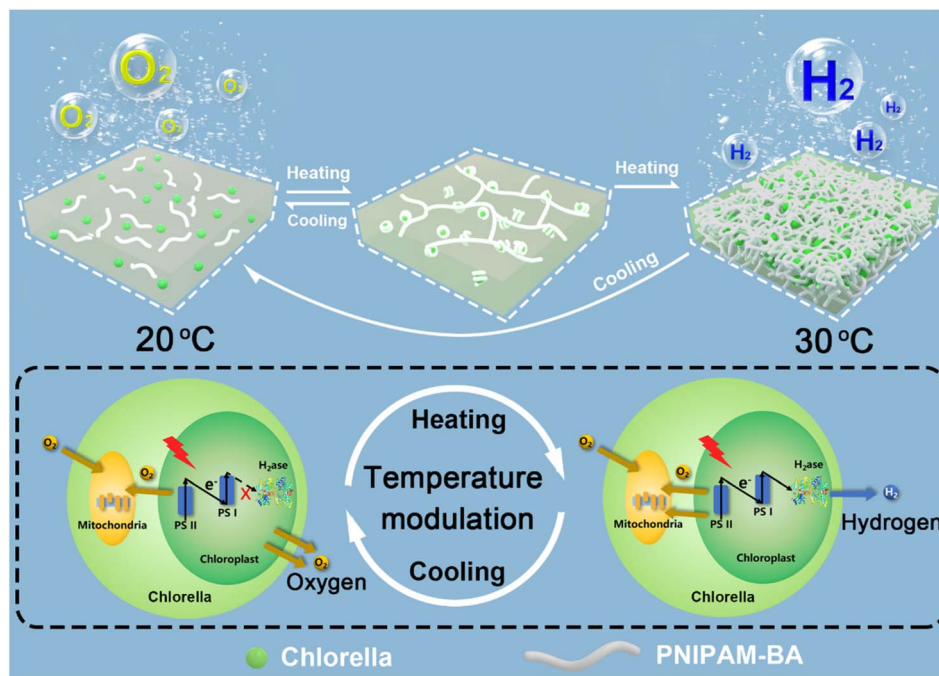 O2
O2
O2
O2
H2
H2
H2
H2
Heating
Cooling
Heating
Cooling
20 °C
30 °C
O2
O2
Mitochondria
PS II
e-
X
PS I
H2ase
Chloroplast
O2
Oxygen
Chlorella
Heating
Temperature
modulation
Cooling
O2
O2
Mitochondria
PS II
e-
PS I
H2ase
H2
Hydrogen
Chloroplast
Chlorella
Chlorella
PNIPAM-BA